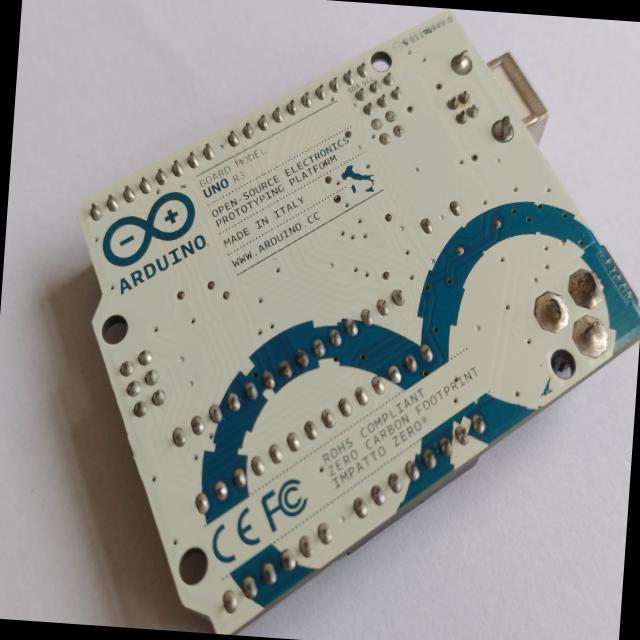 BOARD MODEL
UNO R3
OPEN-SOURCE ELECTRONICS
PROTOTYPING PLATFORM
MADE IN ITALY
WWW.ARDUINO.CC
ARDUINO
ROHS COMPLIANT
ZERO CARBON FOOTPRINT
IMPATTO ZERO®
CE FC